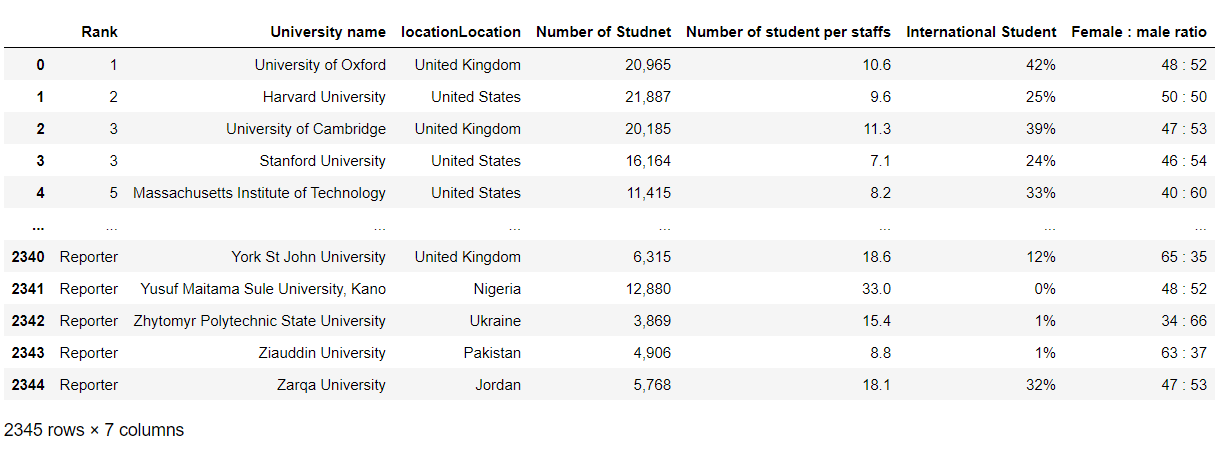 Rank University name locationLocation Number of Studnet Number of student per staffs International Student Female : male ratio
0 1 University of Oxford United Kingdom 20,965 10.6 42% 48 : 52
1 2 Harvard University United States 21,887 9.6 25% 50 : 50
2 3 University of Cambridge United Kingdom 20,185 11.3 39% 47 : 53
3 3 Stanford University United States 16,164 7.1 24% 46 : 54
4 5 Massachusetts Institute of Technology United States 11,415 8.2 33% 40 : 60
... ... ... ... ... ... ... ...
2340 Reporter York St John University United Kingdom 6,315 18.6 12% 65 : 35
2341 Reporter Yusuf Maitama Sule University, Kano Nigeria 12,880 33.0 0% 48 : 52
2342 Reporter Zhytomyr Polytechnic State University Ukraine 3,869 15.4 1% 34 : 66
2343 Reporter Ziauddin University Pakistan 4,906 8.8 1% 63 : 37
2344 Reporter Zarqa University Jordan 5,768 18.1 32% 47 : 53
2345 rows × 7 columns